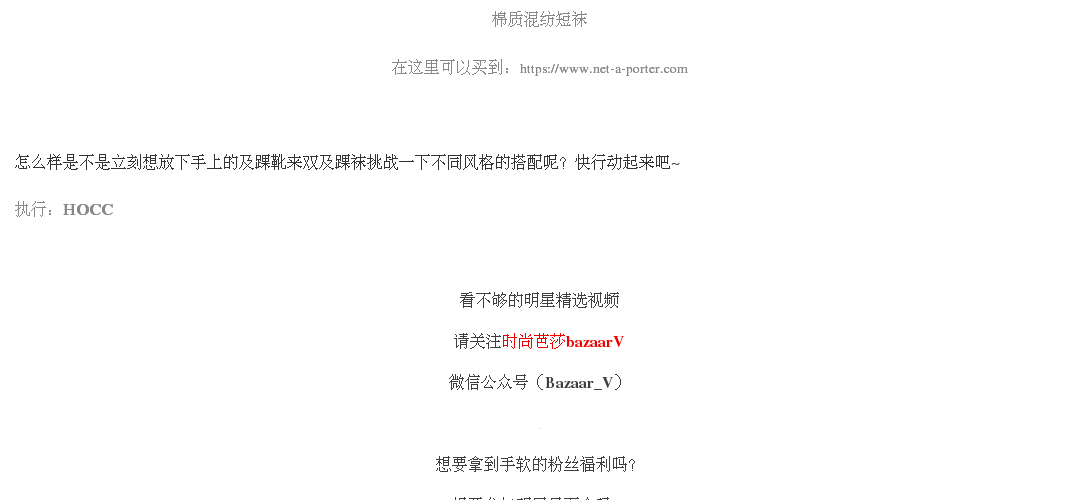 棉质混纺短袜
在这里可以买到：https://www.net-a-porter.com
怎么样是不是立刻想放下手上的及踝靴来双及踝袜挑战一下不同风格的搭配呢？快行动起来吧~
执行：HOCC
看不够的明星精选视频
请关注时尚芭莎bazaarV
微信公众号（Bazaar_V）
想要拿到手软的粉丝福利吗？